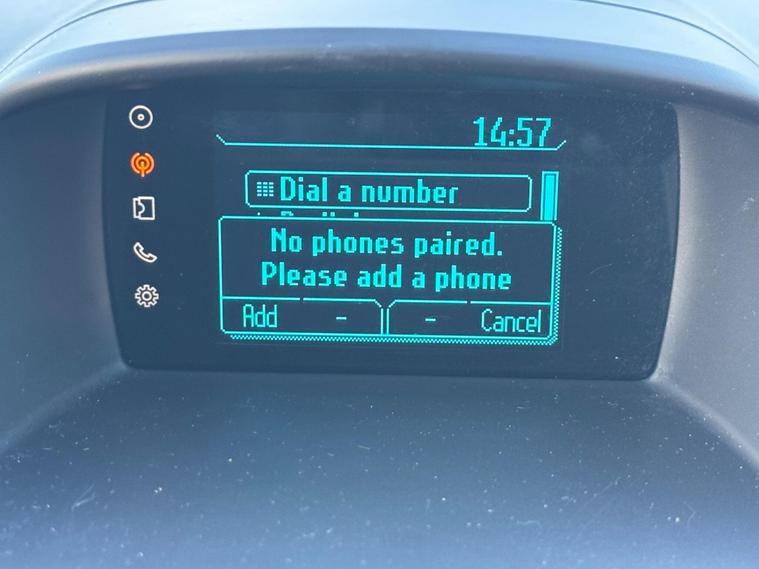 14:57
Dial a number
No phones paired.
Please add a phone
Add - - Cancel